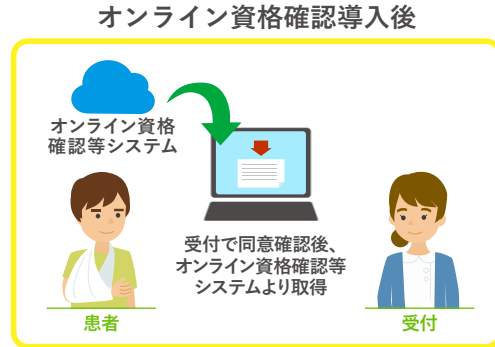 オンライン資格確認導入後
オンライン資格
確認等システム
受付で同意確認後、
オンライン資格確認等
システムより取得
患者
受付